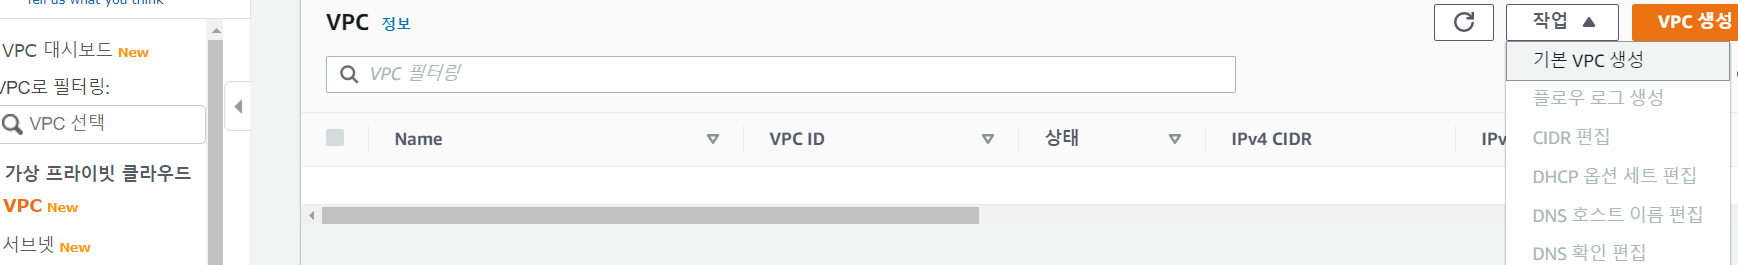 Tell us what you think
VPC 대시보드 New
VPC로 필터링:
VPC 선택
가상 프라이빗 클라우드
VPC New
서브넷 New
VPC 정보
작업
VPC 생성
VPC 필터링
Name
VPC ID
상태
IPv4 CIDR
기본 VPC 생성
플로우 로그 생성
CIDR 편집
DHCP 옵션 세트 편집
DNS 호스트 이름 편집
DNS 확인 편집